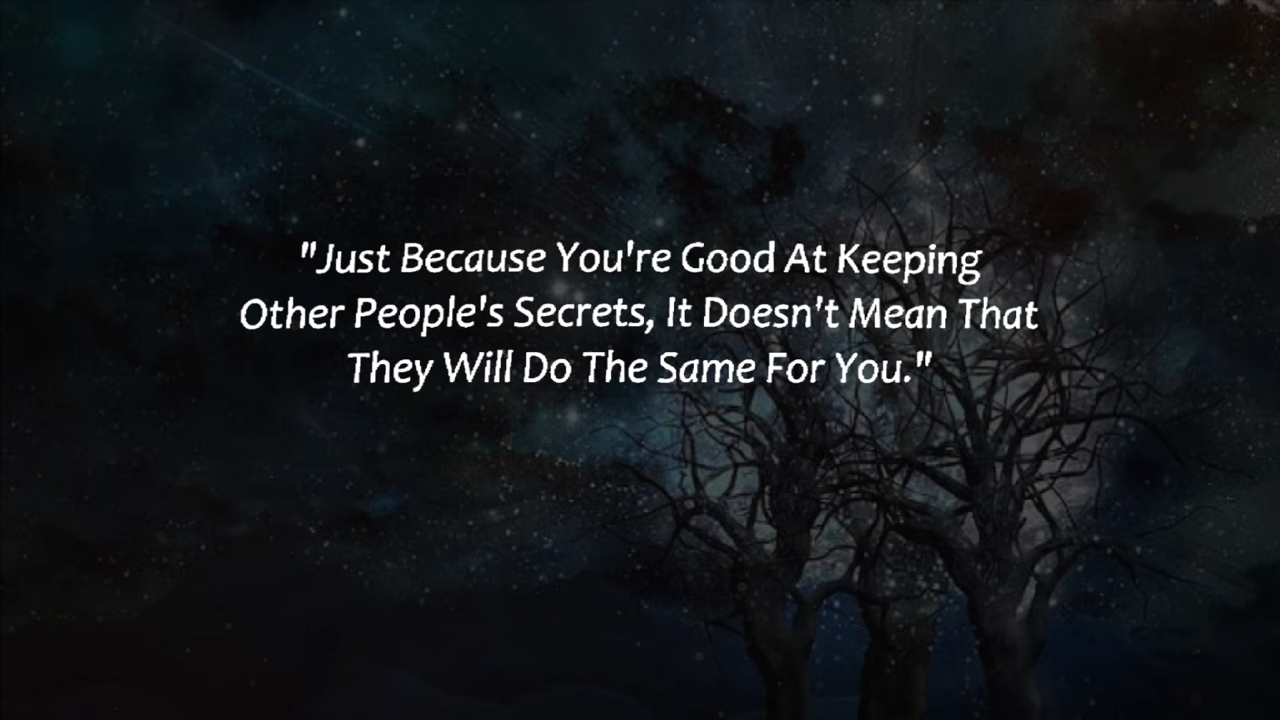 "Just Because You're Good At Keeping
Other People's Secrets, It Doesn't Mean That
They Will Do The Same For You."